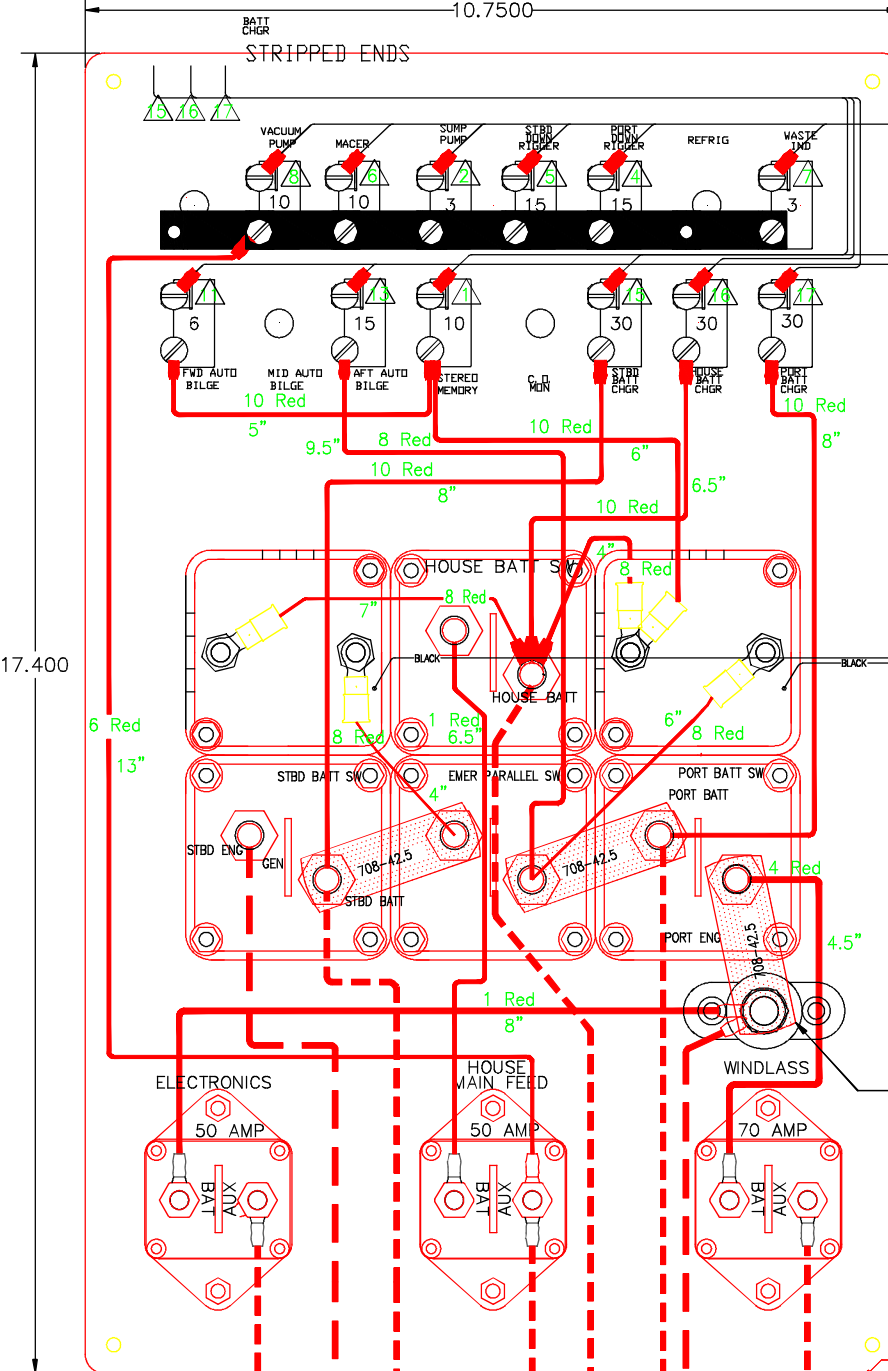 10.7500
BATT
CHGR
STRIPPED ENDS
15 16 17
VACUUM
PUMP
MACER
SUMP
PUMP
STBD
DOWN
RIGGER
PORT
DOWN
RIGGER
REFRIG
WASTE
IND
8 6 2 5 4 7
10 10 3 15 15 3
11 13 1 15 16 17
6 15 10 30 30 30
FWD AUTO
BILGE
MID AUTO
BILGE
AFT AUTO
BILGE
STEREO
MEMORY
C.O.
MON
STBD
BATT
CHGR
HOUSE
BATT
CHGR
PORT
BATT
CHGR
10 Red
5"
9.5"
8 Red
10 Red
6"
10 Red
8"
10 Red
8"
6.5"
10 Red
4"
8 Red
HOUSE BATT SW
8 Red
7"
BLACK
BLACK
HOUSE BATT
17.400
1 Red
6.5"
8 Red
6"
8 Red
6 Red
13"
STBD BATT SW
EMER PARALLEL SW
PORT BATT SW
PORT BATT
4"
STBD ENG
GEN
708-42.5
708-42.5
STBD BATT
4 Red
PORT ENG
708-42.5
4.5"
1 Red
8"
ELECTRONICS
HOUSE
MAIN FEED
WINDLASS
50 AMP
50 AMP
70 AMP
BAT AUX
BAT AUX
BAT AUX